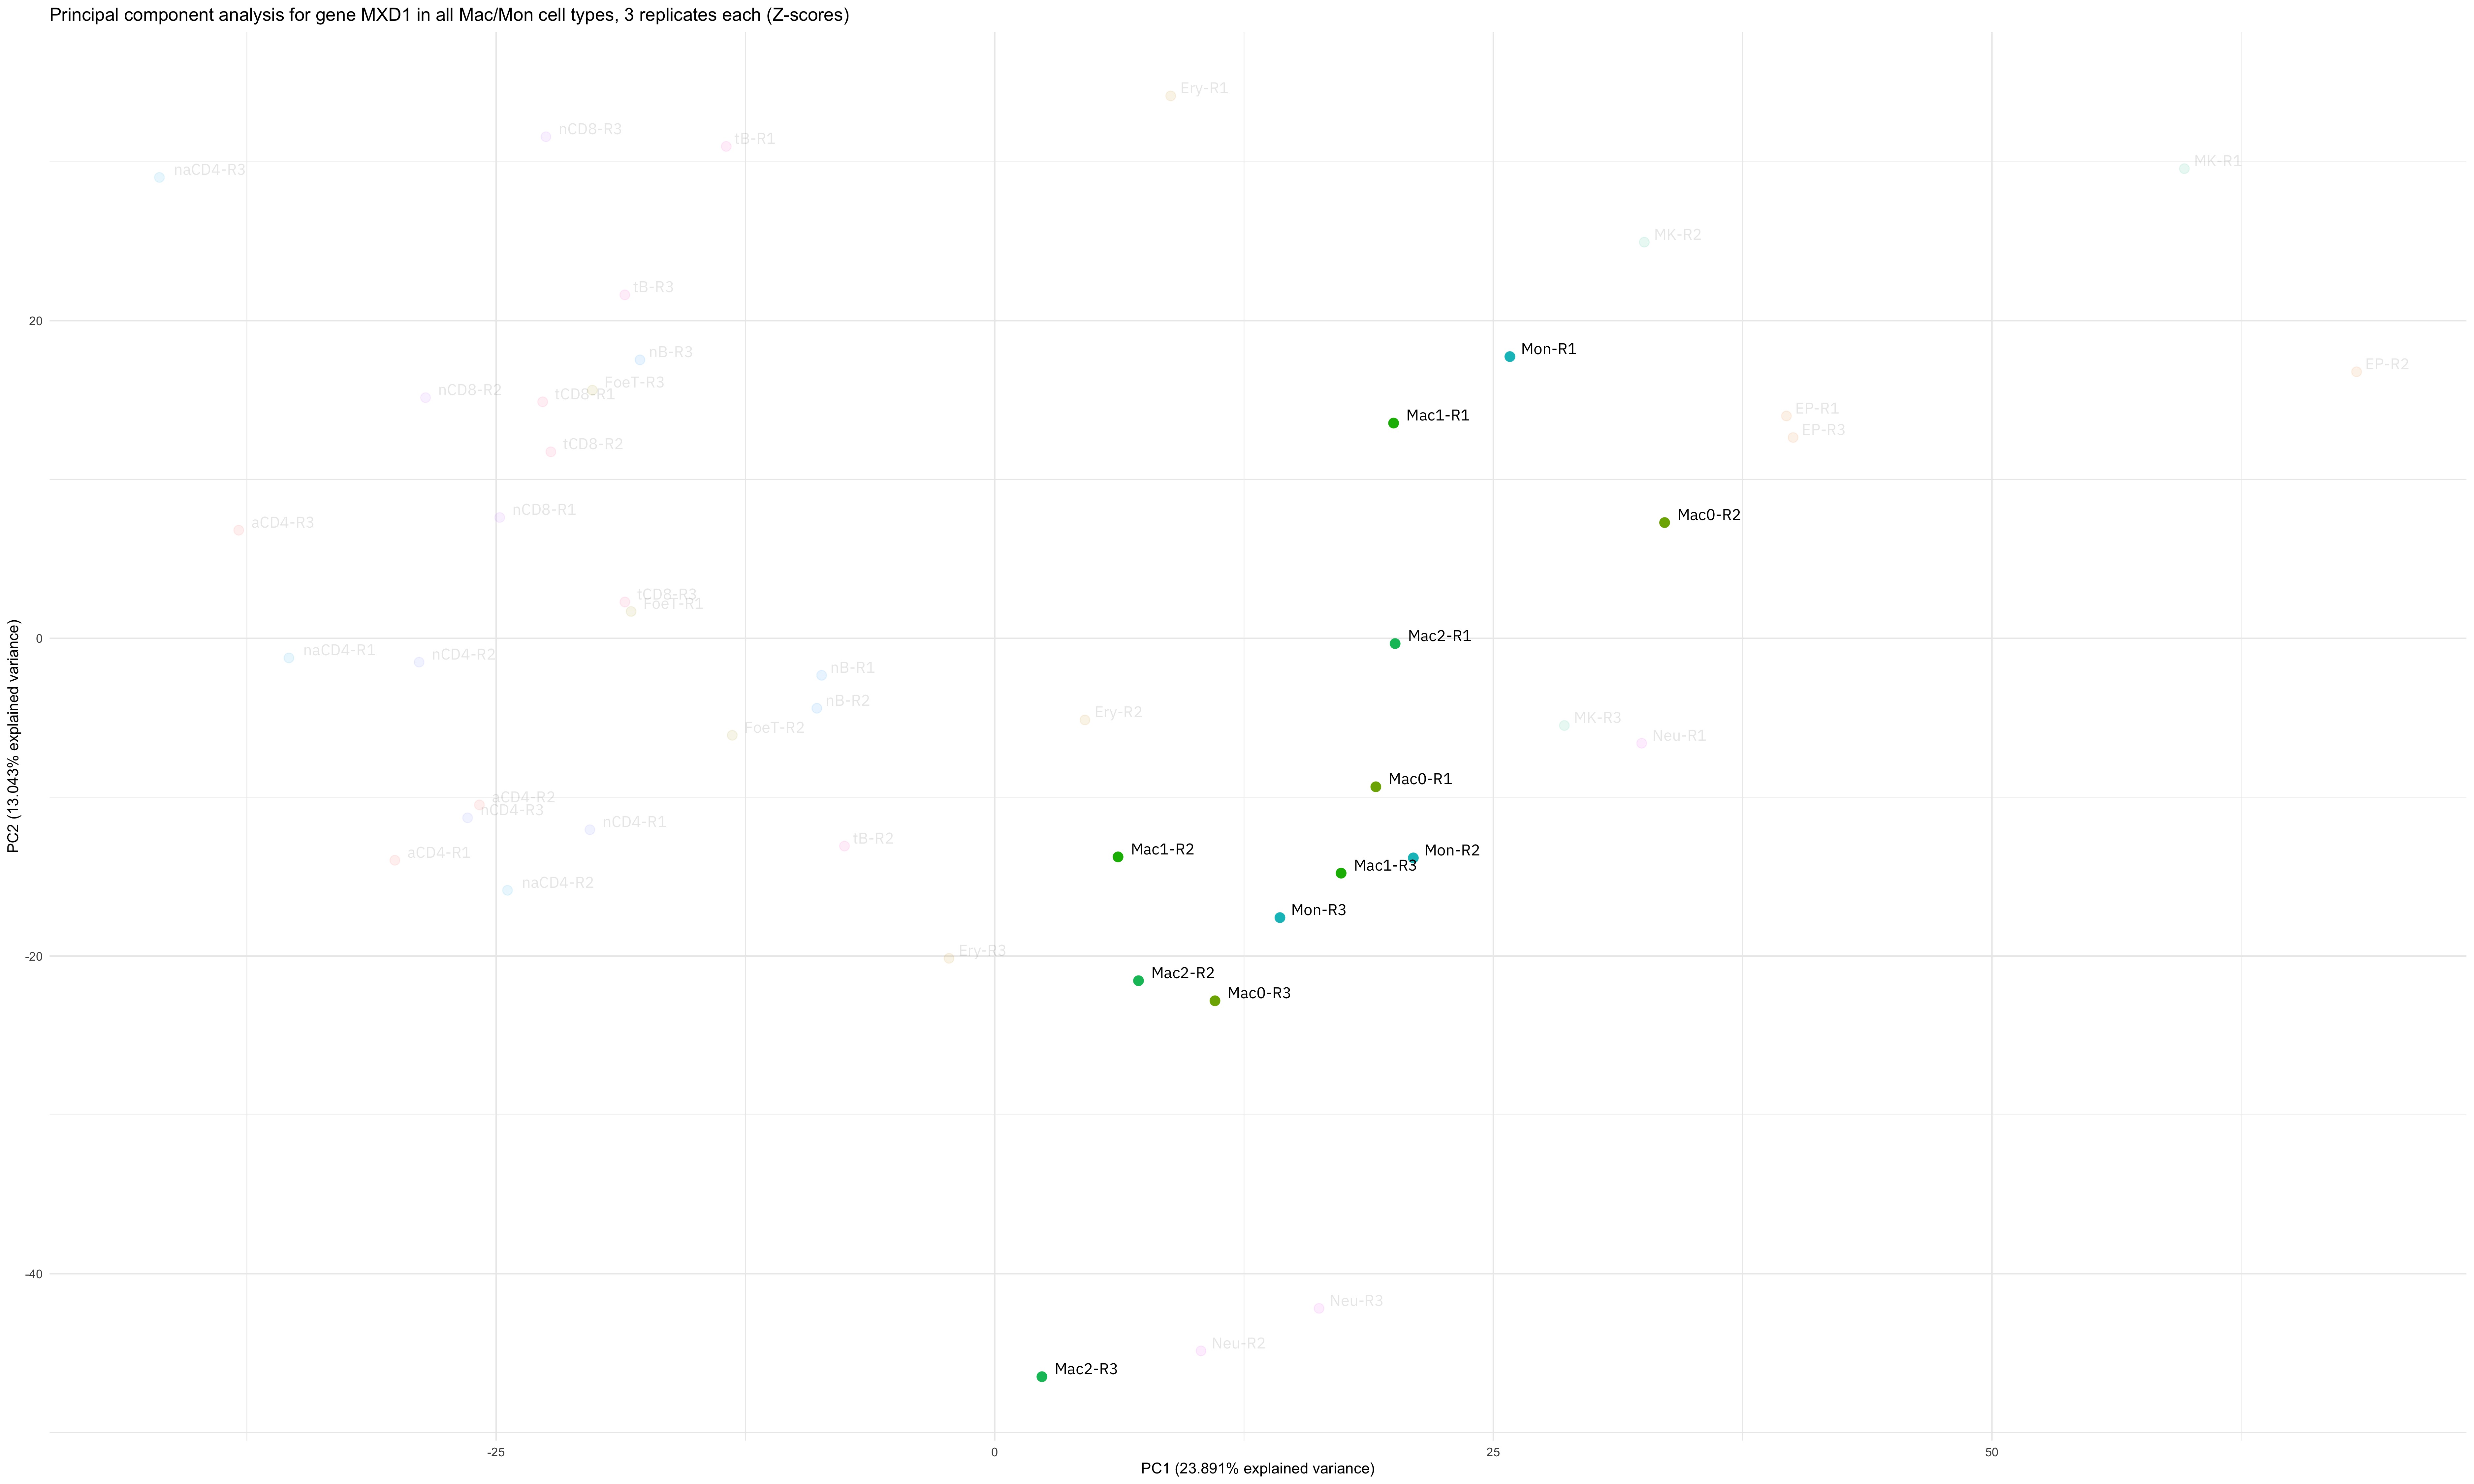 Principal component analysis for gene MXD1 in all Mac/Mon cell types, 3 replicates each (Z-scores)
Ery-R1
nCD8-R3
tB-R1
MK-R1
naCD4-R3
MK-R2
tB-R3
20
Mon-R1
nB-R3
EP-R2
FoeT-R3
nCD8-R2
tCD8-R1
EP-R1
Mac1-R1
EP-R3
tCD8-R2
nCD8-R1
Mac0-R2
aCD4-R3
tCD8-R3
FoeT-R1
0
Mac2-R1
naCD4-R1
nCD4-R2
nB-R1
nB-R2
Ery-R2
MK-R3
FoeT-R2
Neu-R1
PC2 (13.043% explained variance)
Mac0-R1
aCD4-R2
nCD4-R3
nCD4-R1
tB-R2
Mac1-R2
Mon-R2
aCD4-R1
Mac1-R3
naCD4-R2
Mon-R3
Ery-R3
-20
Mac2-R2
Mac0-R3
-40
Neu-R3
Neu-R2
Mac2-R3
-25
0
25
50
PC1 (23.891% explained variance)